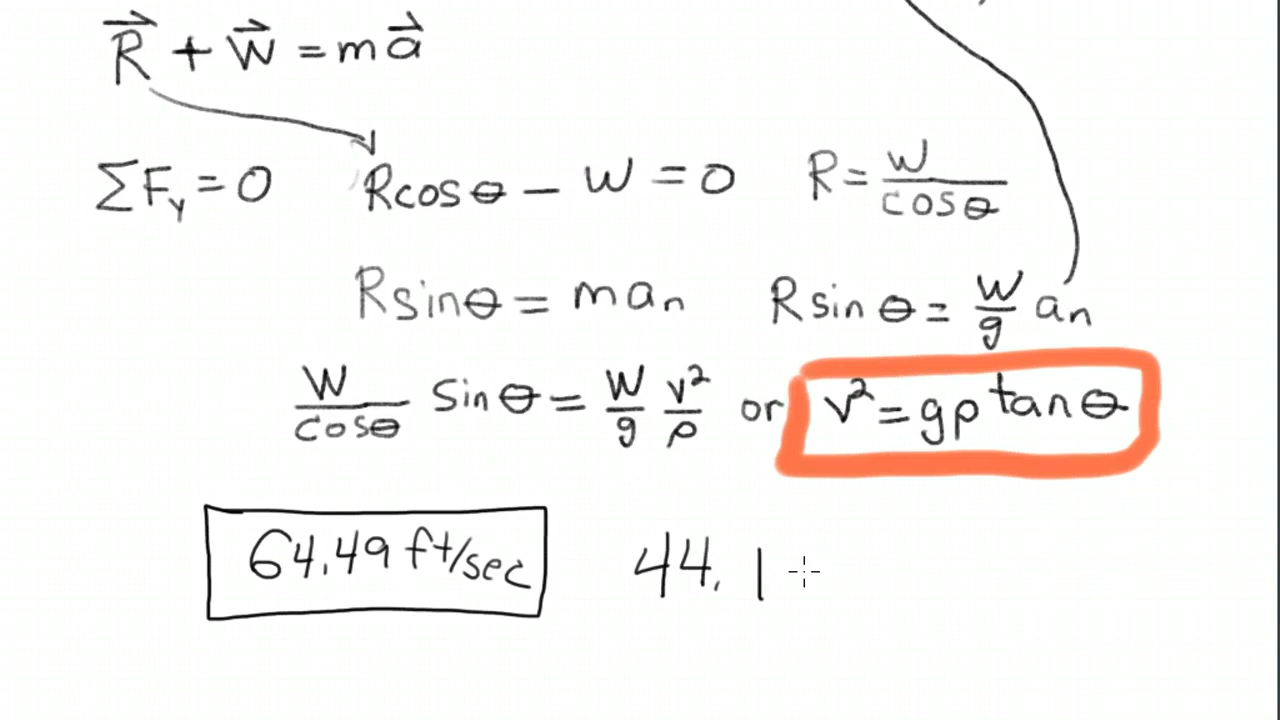 R⃗ + W⃗ = ma⃗
ΣF_y = 0 Rcosθ − W = 0 R = W/cosθ
Rsinθ = ma_n Rsinθ = W/g a_n
W/cosθ sinθ = W/g v²/ρ or v² = gρ tanθ
64.49 ft/sec 44.1